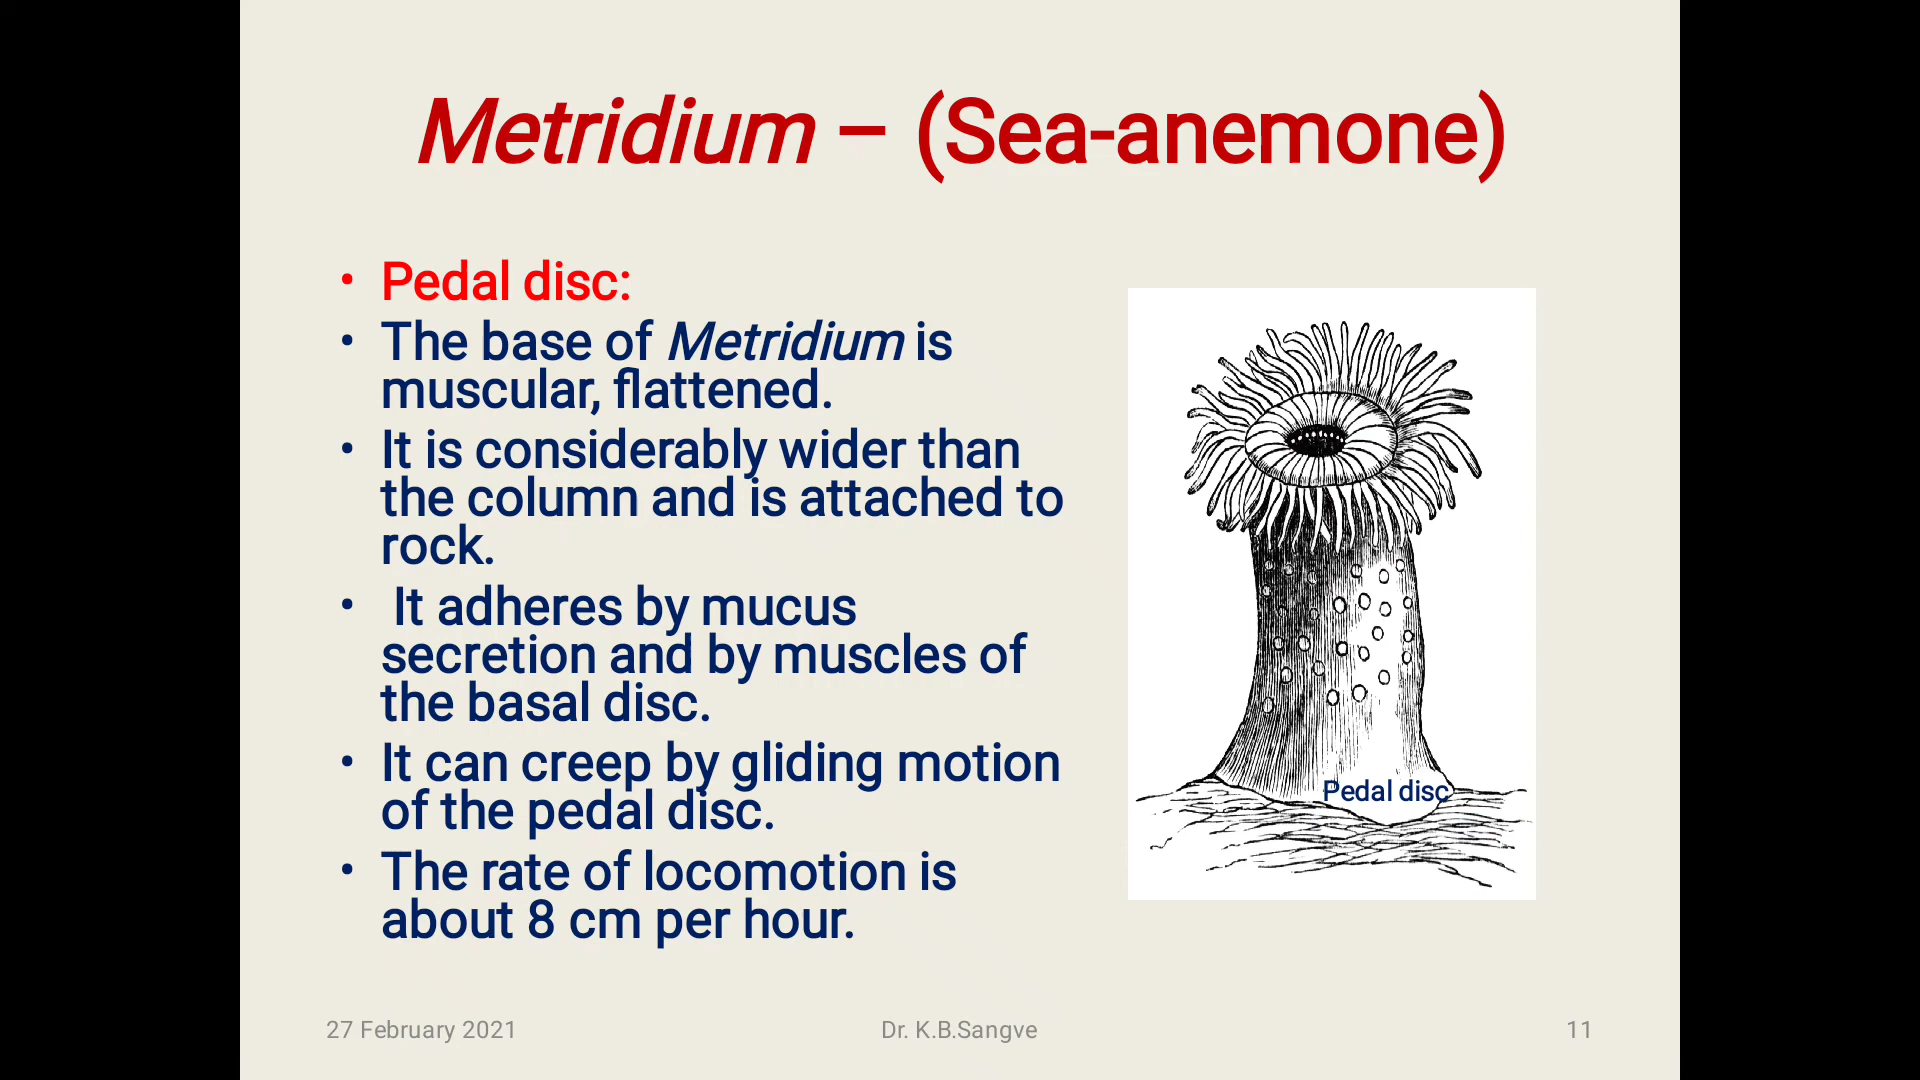 Metridium – (Sea-anemone)
• Pedal disc:
• The base of Metridium is
muscular, flattened.
• It is considerably wider than
the column and is attached to
rock.
• It adheres by mucus
secretion and by muscles of
the basal disc.
• It can creep by gliding motion
of the pedal disc.
• The rate of locomotion is
about 8 cm per hour.
Pedal disc
27 February 2021
Dr. K.B.Sangve
11